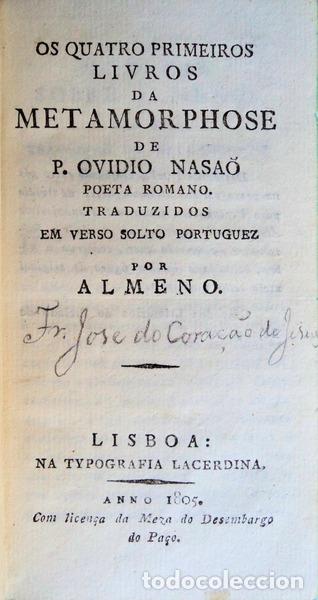 OS QUATRO PRIMEIROS
LIVROS
DA
METAMORPHOSE
DE
P. OVIDIO NASAÕ
POETA ROMANO.
TRADUZIDOS
EM VERSO SOLTO PORTUGUEZ
POR
ALMENO.
Fr. Jose do Coração de Jesus
LISBOA:
NA TYPOGRAFIA LACERDINA.
ANNO 1805.
Com licença da Meza do Desembargo
do Paço.
todocoleccion